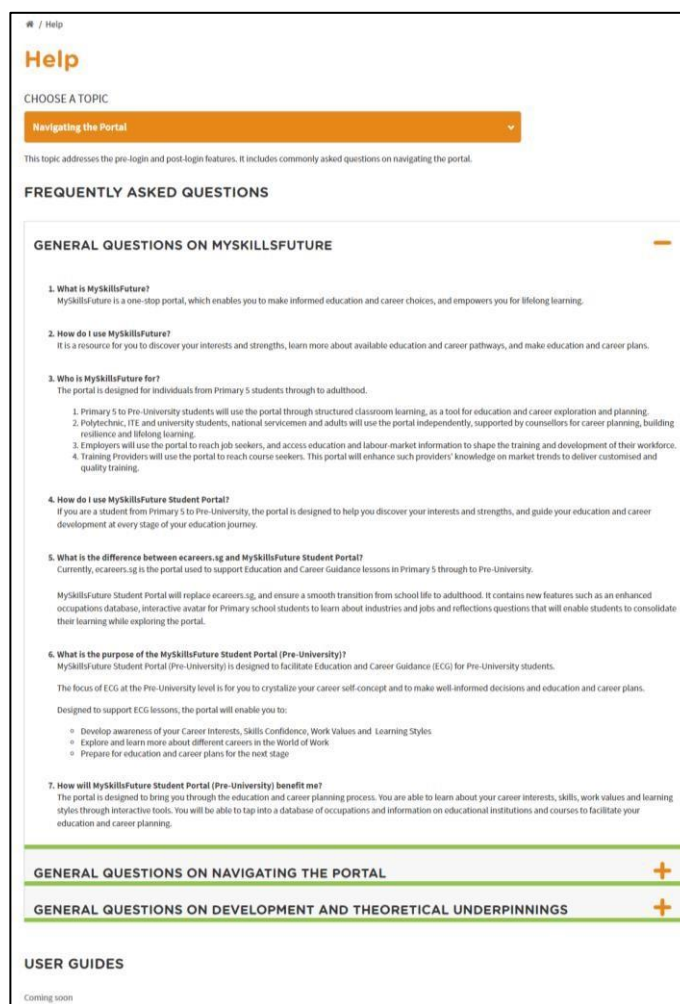 / Help
Help
CHOOSE A TOPIC
Navigating the Portal
This topic addresses the pre-login and post-login features. It includes commonly asked questions on navigating the portal.
FREQUENTLY ASKED QUESTIONS
GENERAL QUESTIONS ON MYSKILLSFUTURE
1. What is MySkillsFuture?
MySkillsFuture is a one-stop portal, which enables you to make informed education and career choices, and empowers you for lifelong learning.
2. How do I use MySkillsFuture?
It is a resource for you to discover your interests and strengths, learn more about available education and career pathways, and make education and career plans.
3. Who is MySkillsFuture for?
The portal is designed for individuals from Primary 5 students through to adulthood.
1. Primary 5 to Pre-University students will use the portal through structured classroom learning, as a tool for education and career exploration and planning.
2. Polytechnic, ITE and university students, national servicemen and adults will use the portal independently, supported by counsellors for career planning, building
resilience and lifelong learning.
3. Employers will use the portal to reach job seekers, and access education and labour-market information to shape the training and development of their workforce.
4. Training Providers will use the portal to reach course seekers. This portal will enhance such providers' knowledge on market trends to deliver customised and
quality training.
4. How do I use MySkillsFuture Student Portal?
If you are a student from Primary 5 to Pre-University, the portal is designed to help you discover your interests and strengths, and guide your education and career
development at every stage of your education journey.
5. What is the difference between ecareers.sg and MySkillsFuture Student Portal?
Currently, ecareers.sg is the portal used to support Education and Career Guidance lessons in Primary 5 through to Pre-University.
MySkillsFuture Student Portal will replace ecareers.sg, and ensure a smooth transition from school life to adulthood. It contains new features such as an enhanced
occupations database, interactive avatar for Primary school students to learn about industries and jobs and reflections questions that will enable students to consolidate
their learning while exploring the portal.
6. What is the purpose of the MySkillsFuture Student Portal (Pre-University)?
MySkillsFuture Student Portal (Pre-University) is designed to facilitate Education and Career Guidance (ECG) for Pre-University students.
The focus of ECG at the Pre-University level is for you to crystalize your career self-concept and to make well-informed decisions and education and career plans.
Designed to support ECG lessons, the portal will enable you to:
Develop awareness of your Career Interests, Skills Confidence, Work Values and Learning Styles
Explore and learn more about different careers in the World of Work
Prepare for education and career plans for the next stage
7. How will MySkillsFuture Student Portal (Pre-University) benefit me?
The portal is designed to bring you through the education and career planning process. You are able to learn about your career interests, skills, work values and learning
styles through interactive tools. You will be able to tap into a database of occupations and information on educational institutions and courses to facilitate your
education and career planning.
GENERAL QUESTIONS ON NAVIGATING THE PORTAL
GENERAL QUESTIONS ON DEVELOPMENT AND THEORETICAL UNDERPINNINGS
USER GUIDES
Coming soon